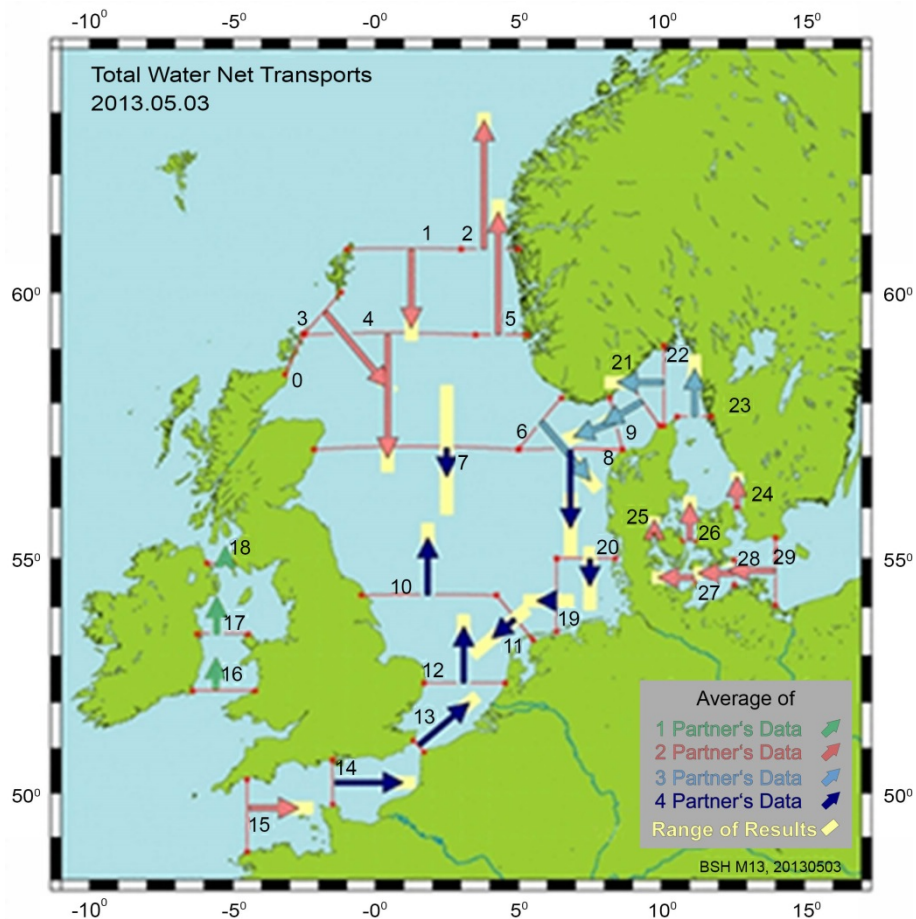 -10⁰ -5⁰ -0⁰ 5⁰ 10⁰ 15⁰
Total Water Net Transports
2013.05.03
1 2
60⁰ 60⁰
3 4 5
21 22
0
23
6 9
7 8
24
25 26
18 20 28 29
55⁰ 55⁰
10 27
19
17 11
16 12
13
14
15
50⁰ 50⁰
Average of
1 Partner‘s Data
2 Partner‘s Data
3 Partner‘s Data
4 Partner‘s Data
Range of Results
BSH M13, 20130503
-10⁰ -5⁰ -0⁰ 5⁰ 10⁰ 15⁰